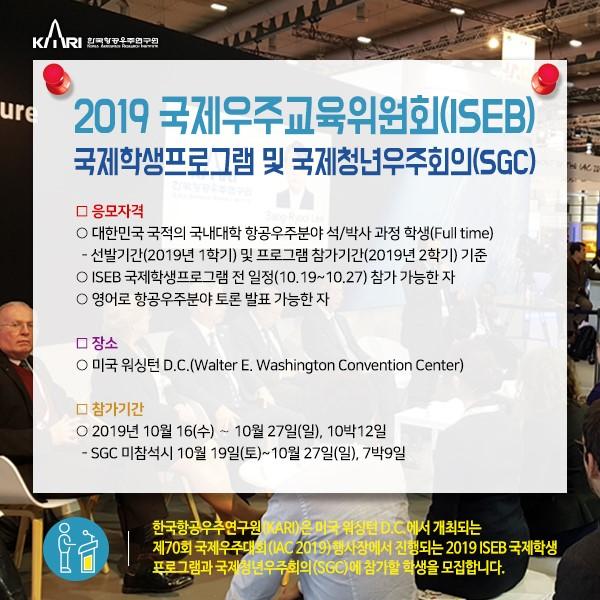 KARI 한국항공우주연구원
KOREA AEROSPACE RESEARCH INSTITUTE
2019 국제우주교육위원회(ISEB)
국제학생프로그램 및 국제청년우주회의(SGC)
□ 응모자격
○ 대한민국 국적의 국내대학 항공우주분야 석/박사 과정 학생(Full time)
- 선발기간(2019년 1학기) 및 프로그램 참가기간(2019년 2학기) 기준
○ ISEB 국제학생프로그램 전 일정(10.19~10.27) 참가 가능한 자
○ 영어로 항공우주분야 토론 발표 가능한 자
□ 장소
○ 미국 워싱턴 D.C.(Walter E. Washington Convention Center)
□ 참가기간
○ 2019년 10월 16(수) ~ 10월 27일(일), 10박12일
- SGC 미참석시 10월 19일(토)~10월 27일(일), 7박9일
한국항공우주연구원(KARI)은 미국 워싱턴 D.C.에서 개최되는
제70회 국제우주대회(IAC 2019) 행사장에서 진행되는 2019 ISEB 국제학생
프로그램과 국제청년우주회의(SGC)에 참가할 학생을 모집합니다.